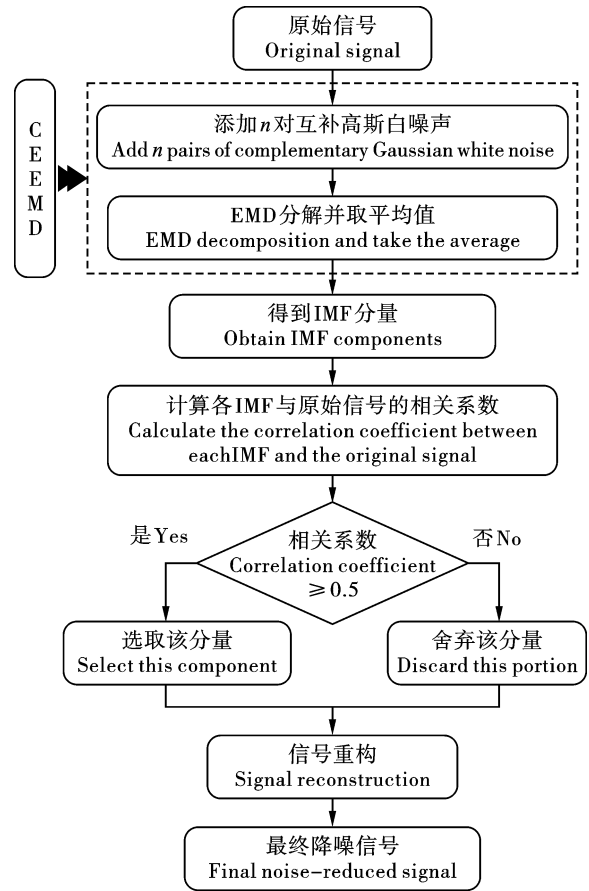 原始信号
Original signal
C
E
E
M
D
添加n对互补高斯白噪声
Add n pairs of complementary Gaussian white noise
EMD分解并取平均值
EMD decomposition and take the average
得到IMF分量
Obtain IMF components
计算各IMF与原始信号的相关系数
Calculate the correlation coefficient between
eachIMF and the original signal
是Yes
否No
相关系数
Correlation coefficient
⩾0.5
选取该分量
Select this component
舍弃该分量
Discard this portion
信号重构
Signal reconstruction
最终降噪信号
Final noise-reduced signal